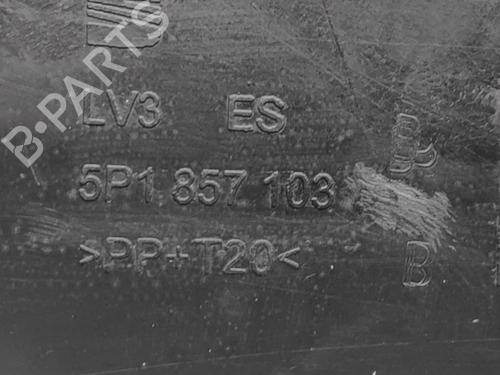 B-PARTS
LV3 ES
5P1 857 103
>PP+T20<
B